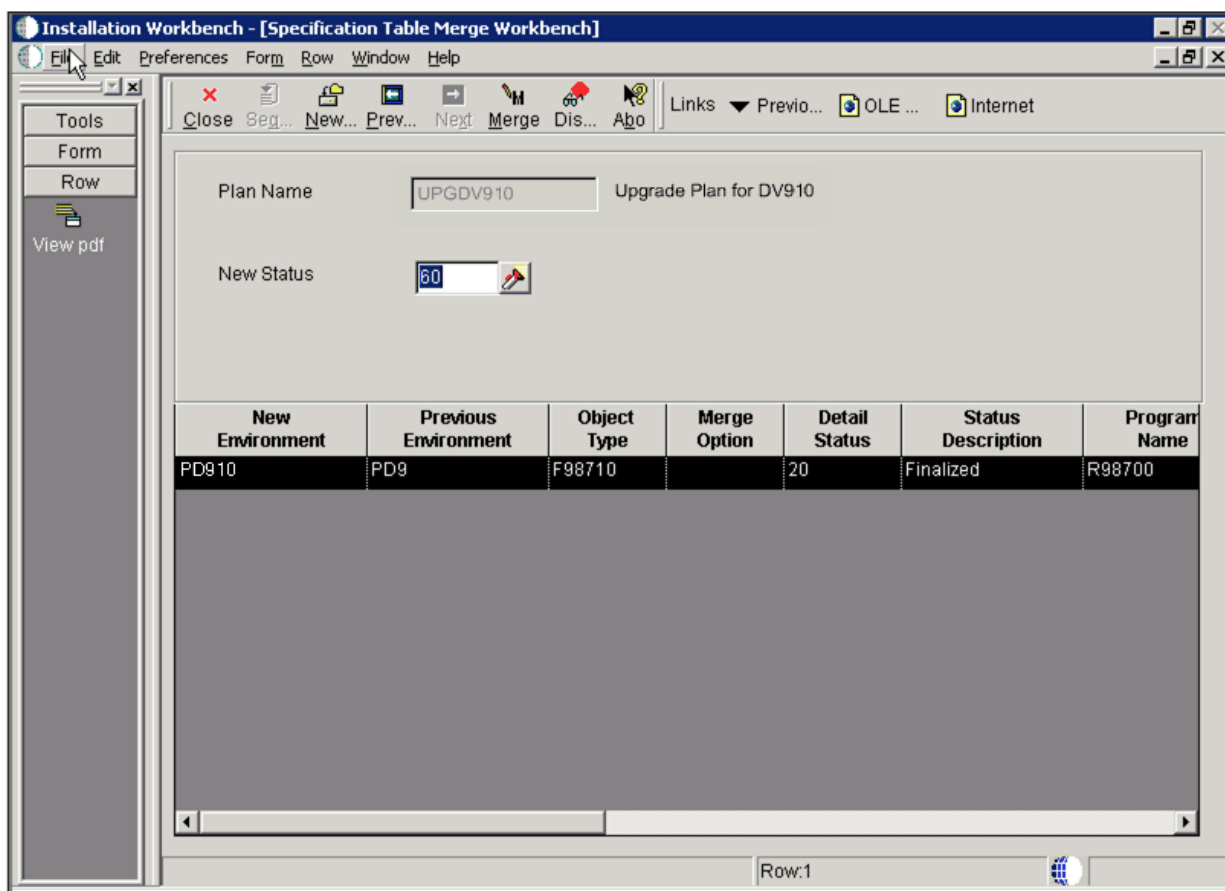 Installation Workbench - [Specification Table Merge Workbench]
File Edit Preferences Form Row Window Help
Close Seq... New... Prev... Next Merge Dis... Abo Links Previo... OLE ... Internet
Tools
Form
Row
View pdf
Plan Name UPGDV910 Upgrade Plan for DV910
New Status 60
New Environment Previous Environment Object Type Merge Option Detail Status Status Description Program Name
PD910 PD9 F98710 20 Finalized R98700
Row:1